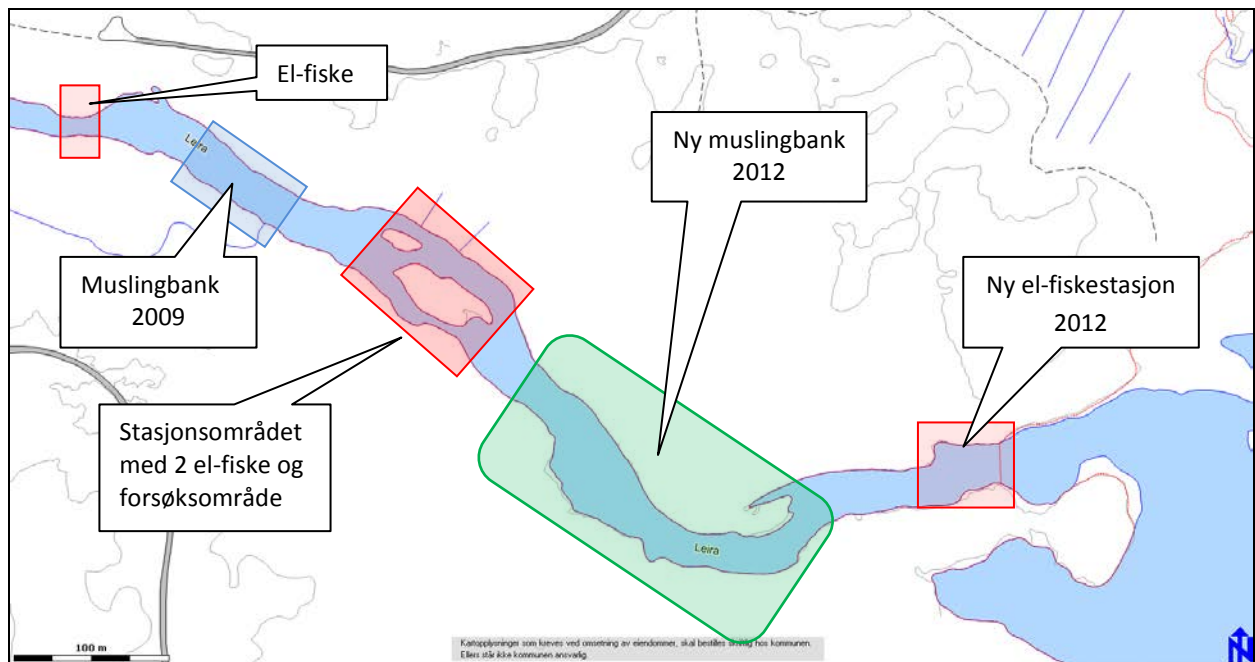 El-fiske
Leira
Ny muslingbank
2012
Muslingbank
2009
Ny el-fiskestasjon
2012
Stasjonsområdet
med 2 el-fiske og
forsøksområde
Leira
100 m
Kartopplysninger som kreves ved omsetning av eiendommer, skal bestilles skriftlig hos kommunen.
Ellers står ikke kommunen ansvarlig.
N